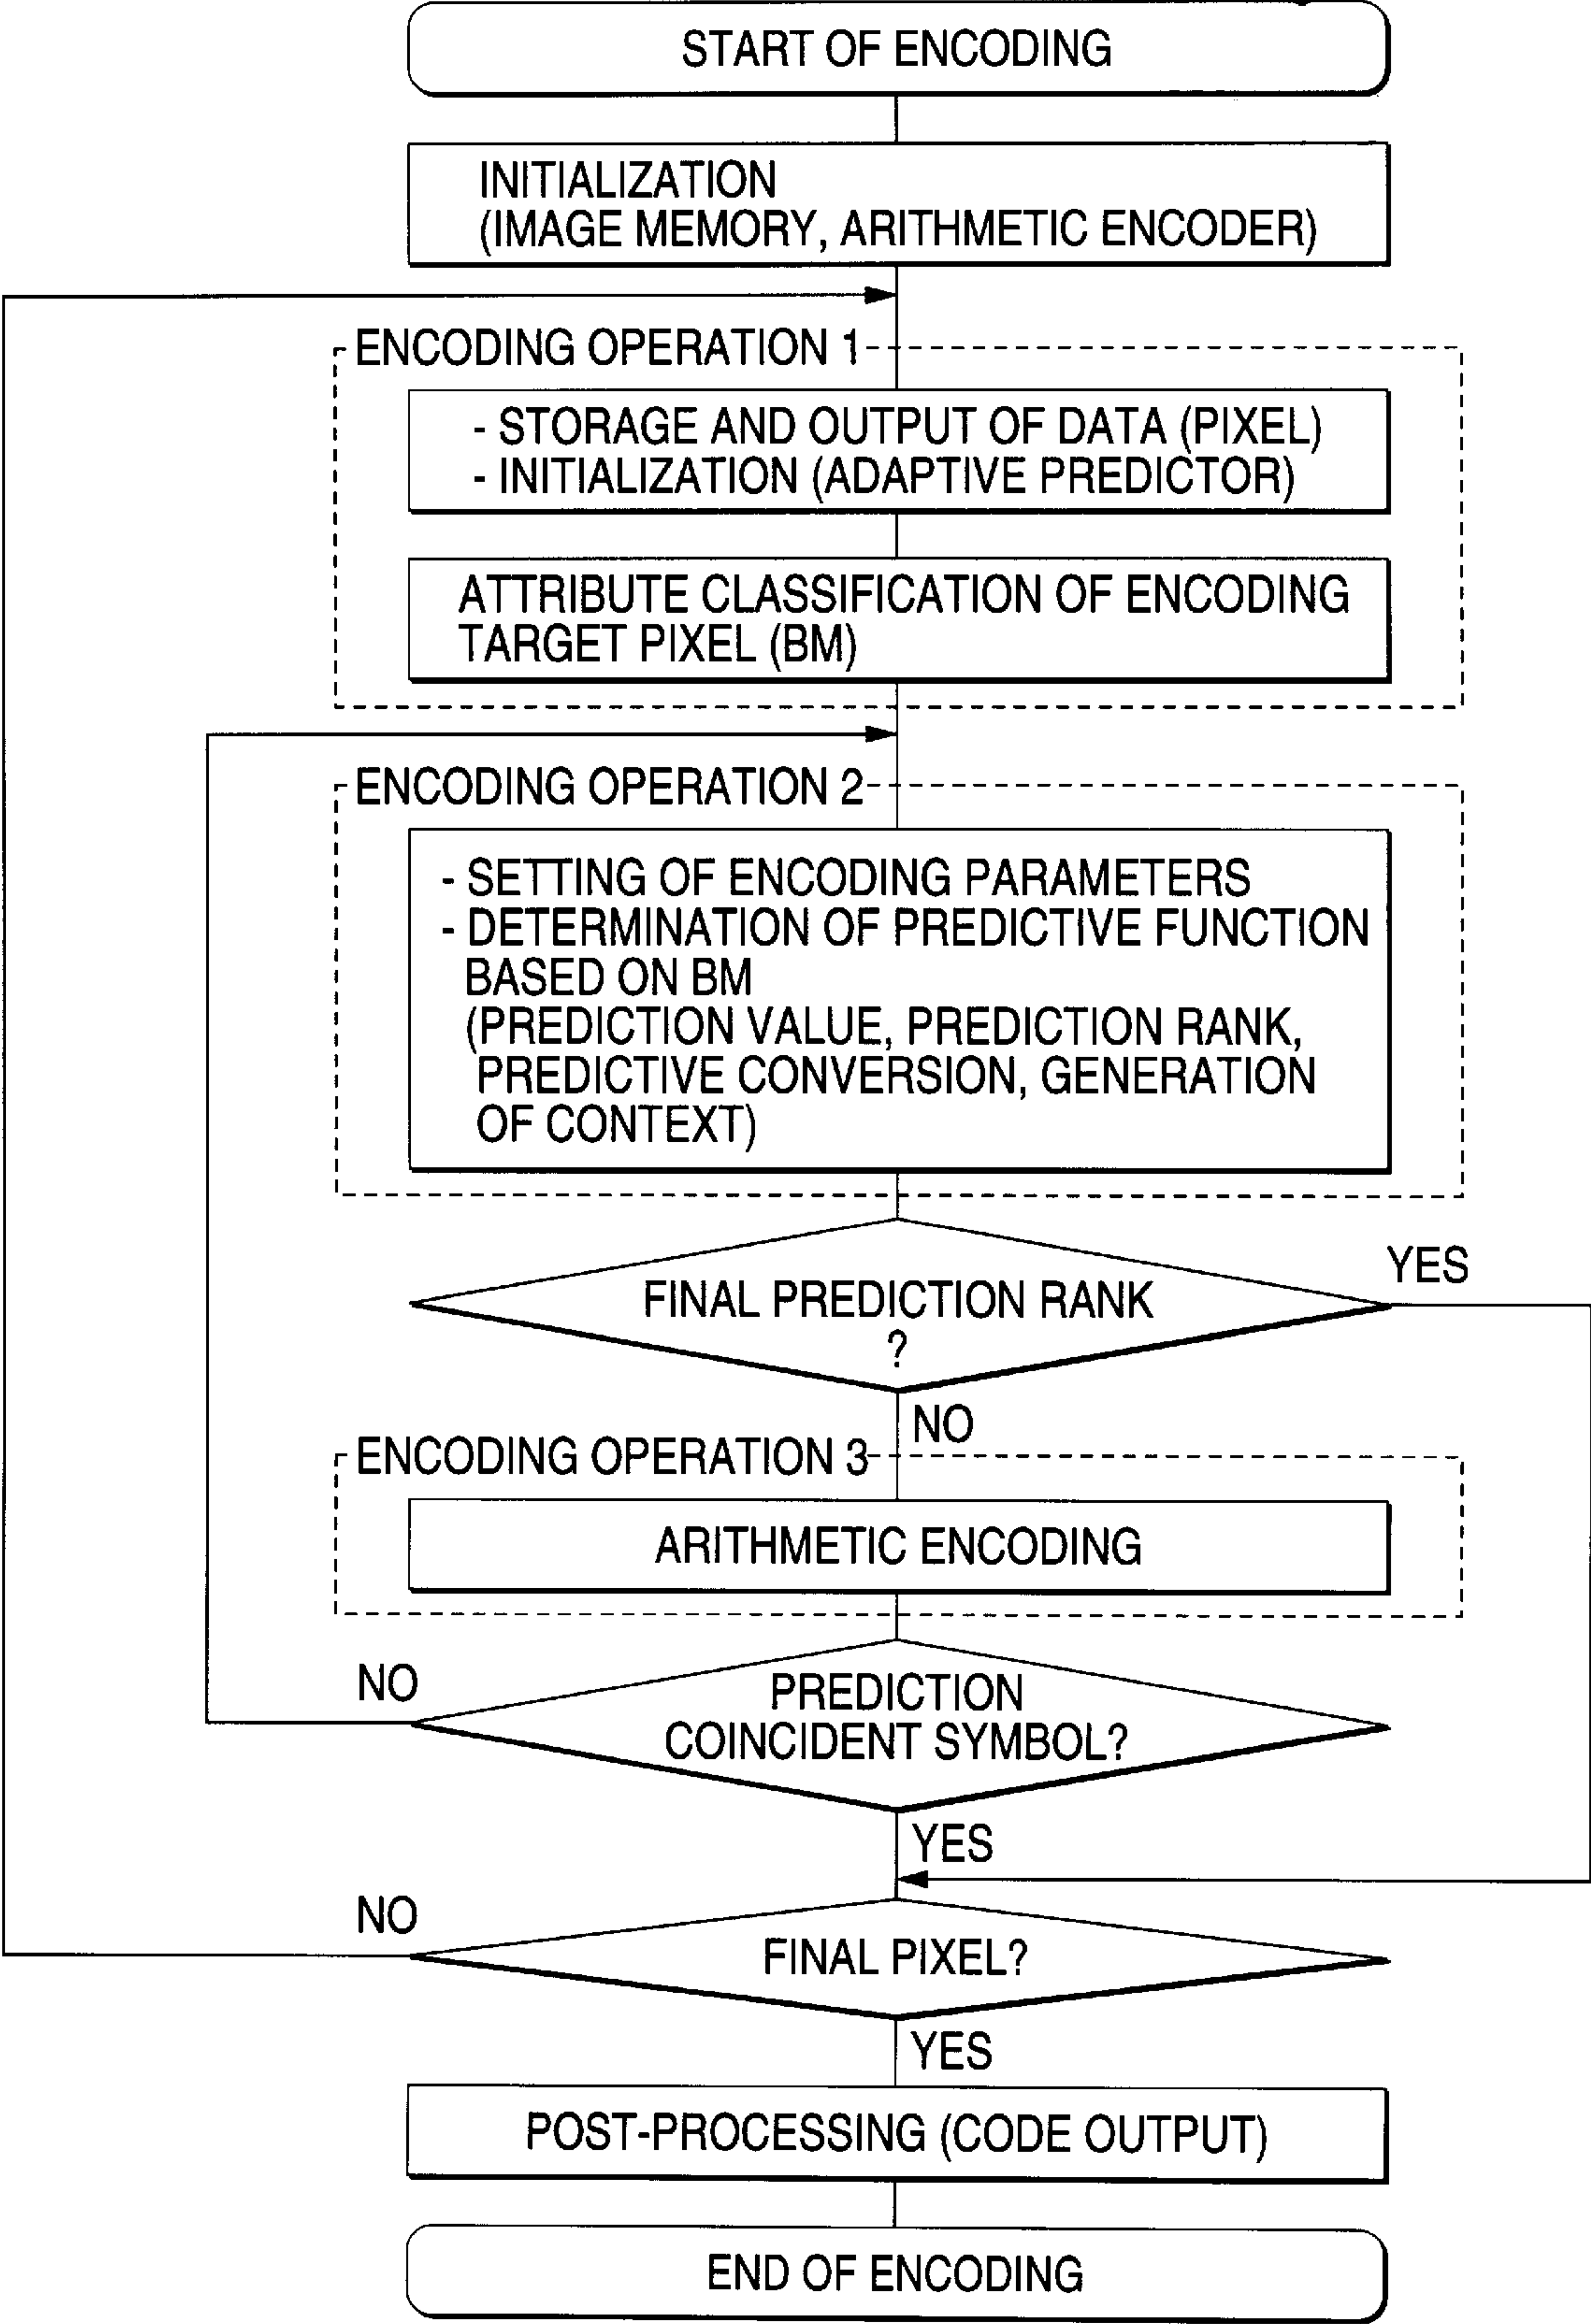 START OF ENCODING
INITIALIZATION
(IMAGE MEMORY, ARITHMETIC ENCODER)
ENCODING OPERATION 1
- STORAGE AND OUTPUT OF DATA (PIXEL)
- INITIALIZATION (ADAPTIVE PREDICTOR)
ATTRIBUTE CLASSIFICATION OF ENCODING
TARGET PIXEL (BM)
ENCODING OPERATION 2
- SETTING OF ENCODING PARAMETERS
- DETERMINATION OF PREDICTIVE FUNCTION
BASED ON BM
(PREDICTION VALUE, PREDICTION RANK,
PREDICTIVE CONVERSION, GENERATION
OF CONTEXT)
YES
FINAL PREDICTION RANK
?
NO
ENCODING OPERATION 3
ARITHMETIC ENCODING
NO
PREDICTION
COINCIDENT SYMBOL?
YES
NO
FINAL PIXEL?
YES
POST-PROCESSING (CODE OUTPUT)
END OF ENCODING